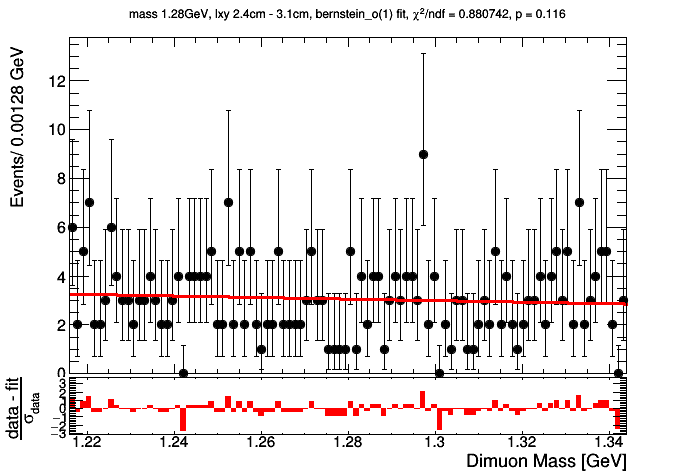 mass 1.28GeV, lxy 2.4cm - 3.1cm, bernstein_o(1) fit, χ²/ndf = 0.880742, p = 0.116
Events/ 0.00128 GeV
12
10
8
6
4
2
0
data - fit
σdata
3
2
1
0
−1
−2
−3
1.22 1.24 1.26 1.28 1.3 1.32 1.34
Dimuon Mass [GeV]